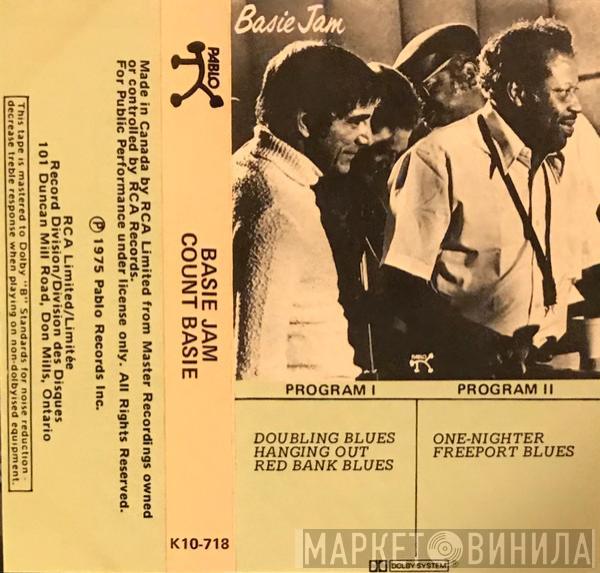 Basie Jam
PABLO
Made in Canada by RCA Limited from Master Recordings owned
or controlled by RCA Records.
For Public Performance under license only. All Rights Reserved.
Ⓟ 1975 Pablo Records Inc.
RCA Limited/Limitée
Record Division/Division des Disques
101 Duncan Mill Road, Don Mills, Ontario
This tape is mastered to Dolby "B" Standards for noise reduction -
decrease treble response when playing on non-dolbyised equipment.
BASIE JAM
COUNT BASIE
K10-718
PABLO
PROGRAM I
DOUBLING BLUES
HANGING OUT
RED BANK BLUES
PROGRAM II
ONE-NIGHTER
FREEPORT BLUES
DOLBY SYSTEM
МАРКЕТ ВИНИЛА